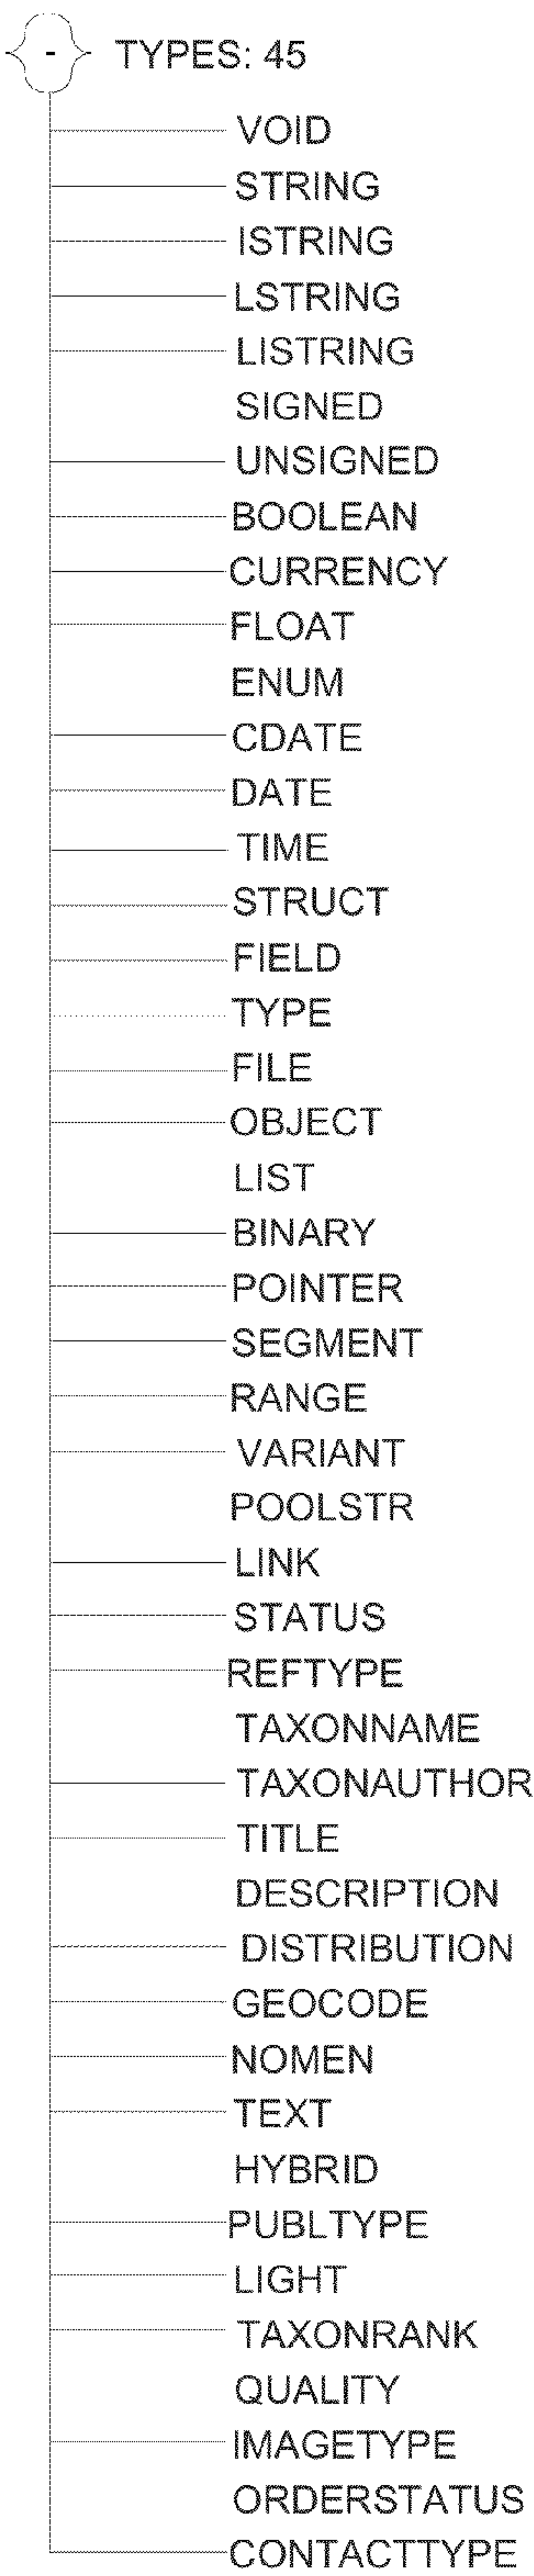 - TYPES: 45
VOID
STRING
ISTRING
LSTRING
LISTRING
SIGNED
UNSIGNED
BOOLEAN
CURRENCY
FLOAT
ENUM
CDATE
DATE
TIME
STRUCT
FIELD
TYPE
FILE
OBJECT
LIST
BINARY
POINTER
SEGMENT
RANGE
VARIANT
POOLSTR
LINK
STATUS
REFTYPE
TAXONNAME
TAXONAUTHOR
TITLE
DESCRIPTION
DISTRIBUTION
GEOCODE
NOMEN
TEXT
HYBRID
PUBLTYPE
LIGHT
TAXONRANK
QUALITY
IMAGETYPE
ORDERSTATUS
CONTACTTYPE